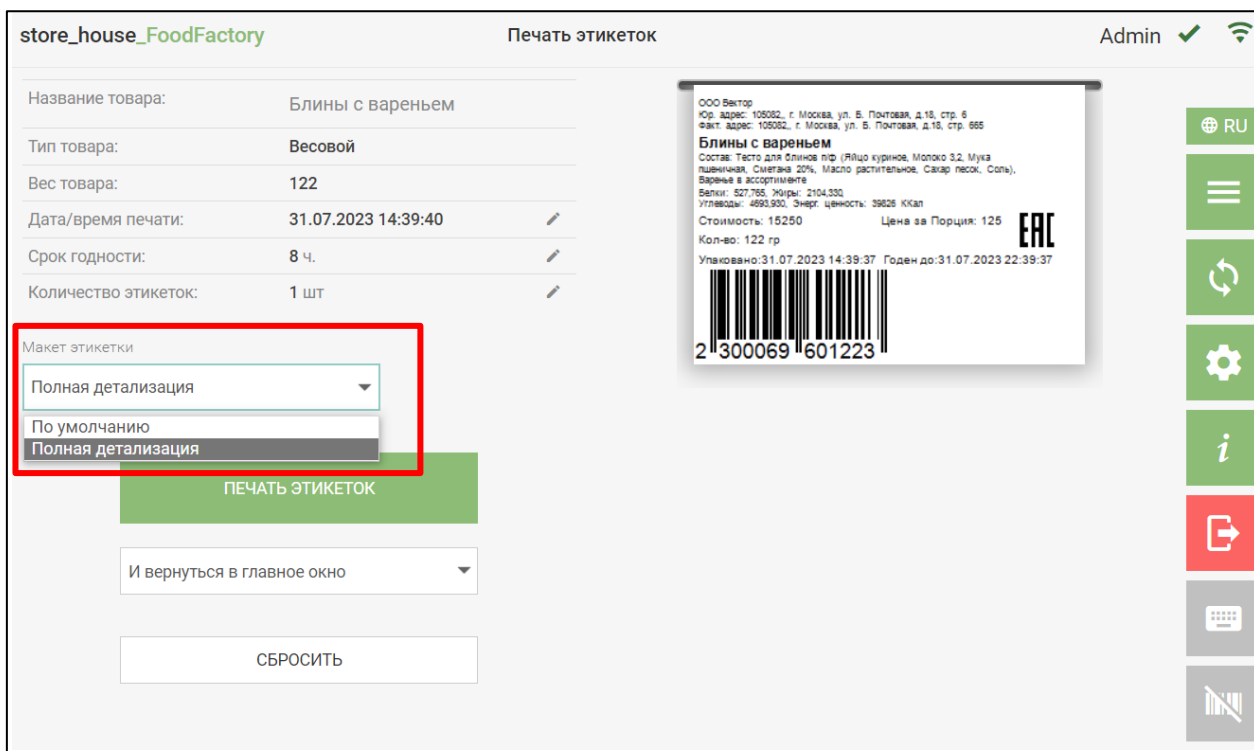 store_house_FoodFactory
Печать этикеток
Admin
Название товара: Блины с вареньем
Тип товара: Весовой
Вес товара: 122
Дата/время печати: 31.07.2023 14:39:40
Срок годности: 8 ч.
Количество этикеток: 1 шт
Макет этикетки
Полная детализация
По умолчанию
Полная детализация
ПЕЧАТЬ ЭТИКЕТОК
И вернуться в главное окно
СБРОСИТЬ
ООО Вектор
Юр. адрес: 105082,, г. Москва, ул. Б. Почтовая, д.18, стр. 6
Факт. адрес: 105082,, г. Москва, ул. Б. Почтовая, д.18, стр. 665
Блины с вареньем
Состав: Тесто для блинов п\ф (Яйцо куриное, Молоко 3,2, Мука
пшеничная, Сметана 20%, Масло растительное, Сахар песок, Соль),
Варенье в ассортименте
Белки: 527,765, Жиры: 2104,330,
Углеводы: 4693,930, Энерг. ценность: 39826 ККал
Стоимость: 15250 Цена за Порция: 125
EAC
Кол-во: 122 гр
Упаковано:31.07.2023 14:39:37 Годен до:31.07.2023 22:39:37
2 300069 601223
RU
i